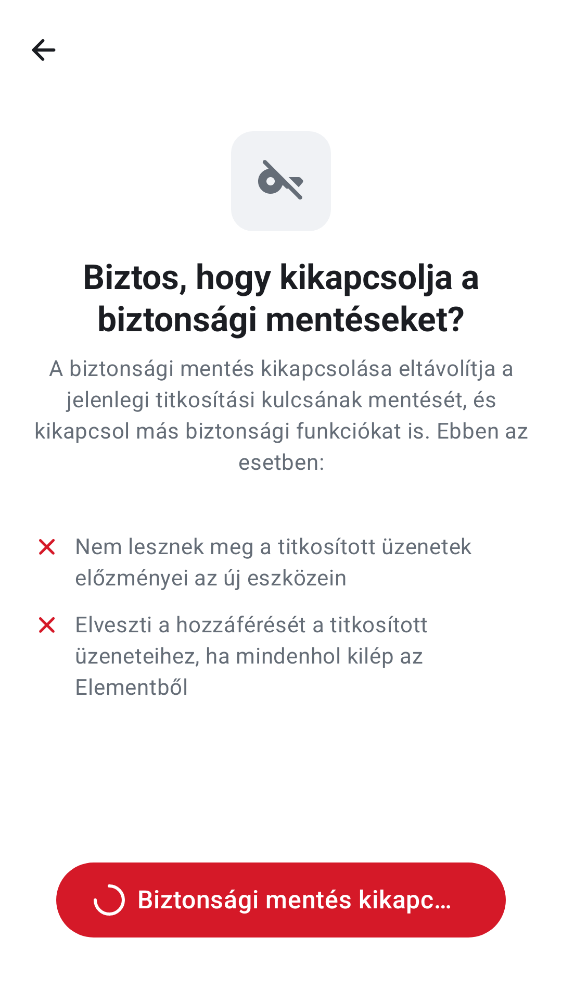 Biztos, hogy kikapcsolja a
biztonsági mentéseket?
A biztonsági mentés kikapcsolása eltávolítja a
jelenlegi titkosítási kulcsának mentését, és
kikapcsol más biztonsági funkciókat is. Ebben az
esetben:
Nem lesznek meg a titkosított üzenetek
előzményei az új eszközein
Elveszti a hozzáférését a titkosított
üzeneteihez, ha mindenhol kilép az
Elementből
Biztonsági mentés kikapc…